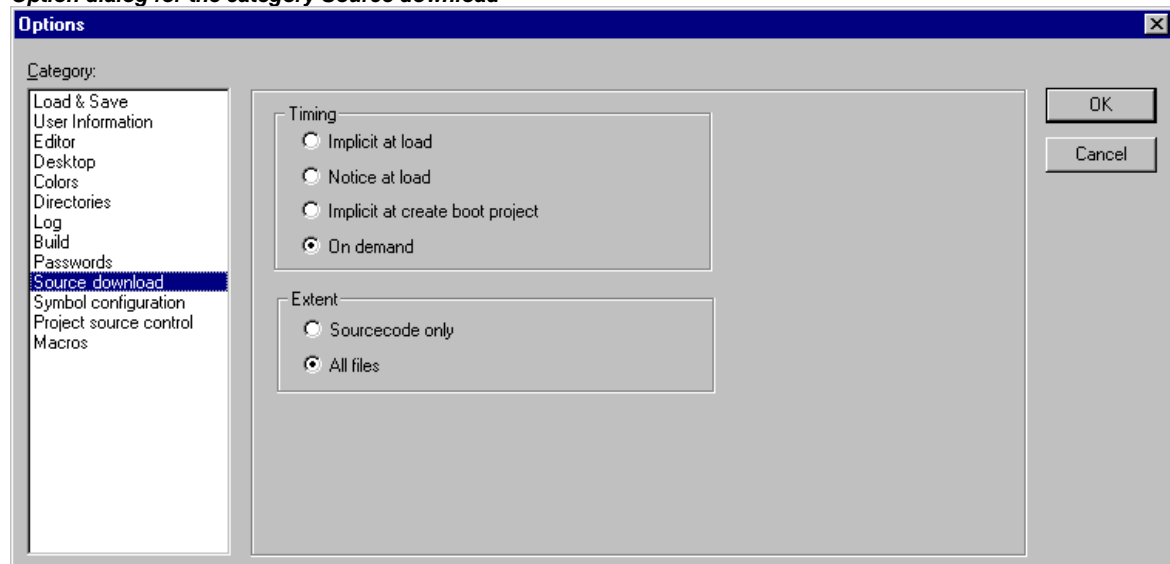 Option dialog for the category Source download
Options
Category:
Load & Save
User Information
Editor
Desktop
Colors
Directories
Log
Build
Passwords
Source download
Symbol configuration
Project source control
Macros
Timing
Implicit at load
Notice at load
Implicit at create boot project
On demand
Extent
Sourcecode only
All files
OK
Cancel